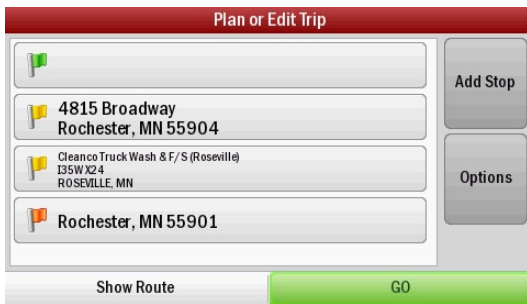 Plan or Edit Trip
Add Stop
4815 Broadway
Rochester, MN 55904
Cleanco Truck Wash & F/S (Roseville)
I35W X24
ROSEVILLE, MN
Options
Rochester, MN 55901
Show Route
GO